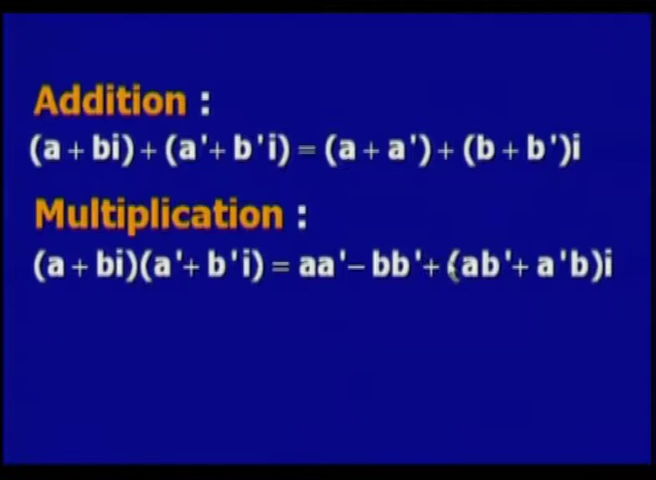 Addition :
(a + bi) + (a'+ b'i) = (a + a') + (b + b')i
Multiplication :
(a + bi)(a'+ b'i) = aa'– bb'+ (ab'+ a'b)i